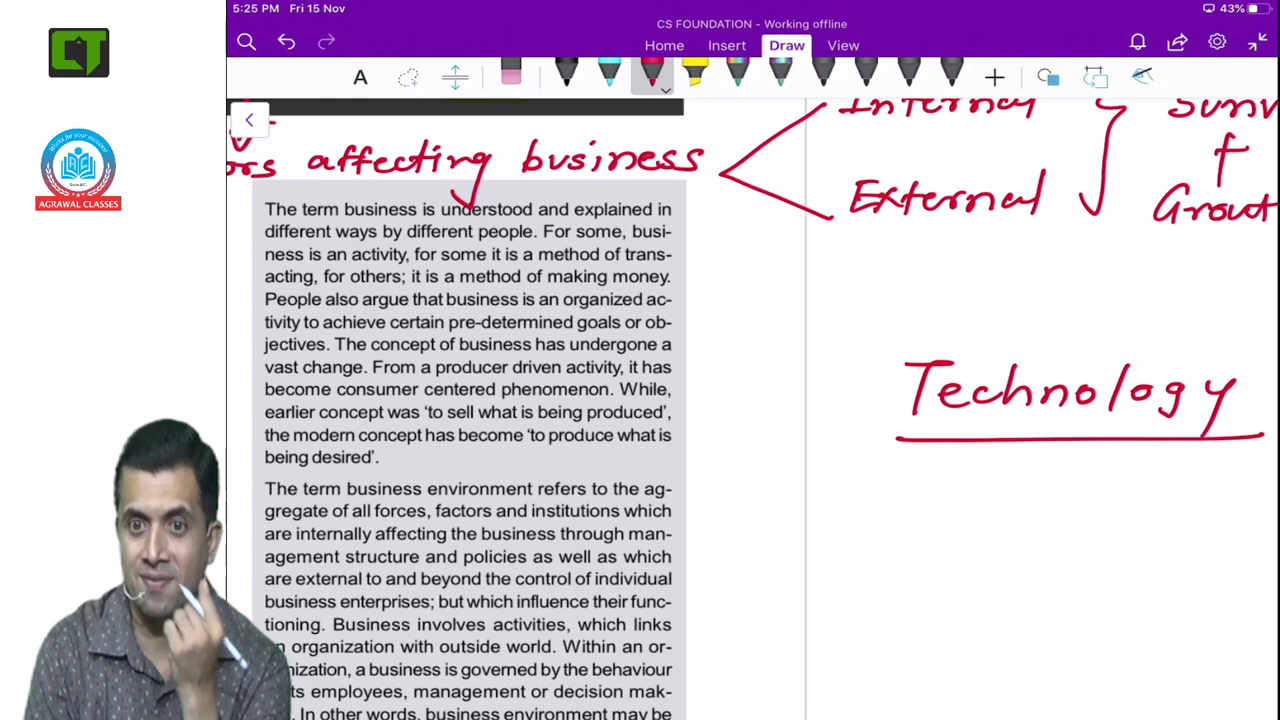 5:25 PM Fri 15 Nov
43%
CS FOUNDATION - Working offline
Home Insert Draw View
A
CT
Works for your success!
AGRAWAL CLASSES
Internal
affecting business
External
Growt
The term business is understood and explained in
different ways by different people. For some, busi-
ness is an activity, for some it is a method of trans-
acting, for others; it is a method of making money.
People also argue that business is an organized ac-
tivity to achieve certain pre-determined goals or ob-
jectives. The concept of business has undergone a
vast change. From a producer driven activity, it has
become consumer centered phenomenon. While,
earlier concept was ‘to sell what is being produced’,
the modern concept has become ‘to produce what is
being desired’.
Technology
The term business environment refers to the ag-
gregate of all forces, factors and institutions which
are internally affecting the business through man-
agement structure and policies as well as which
are external to and beyond the control of individual
business enterprises; but which influence their func-
tioning. Business involves activities, which links
organization with outside world. Within an or-
nization, a business is governed by the behaviour
ts employees, management or decision mak-
In other words, business environment may be